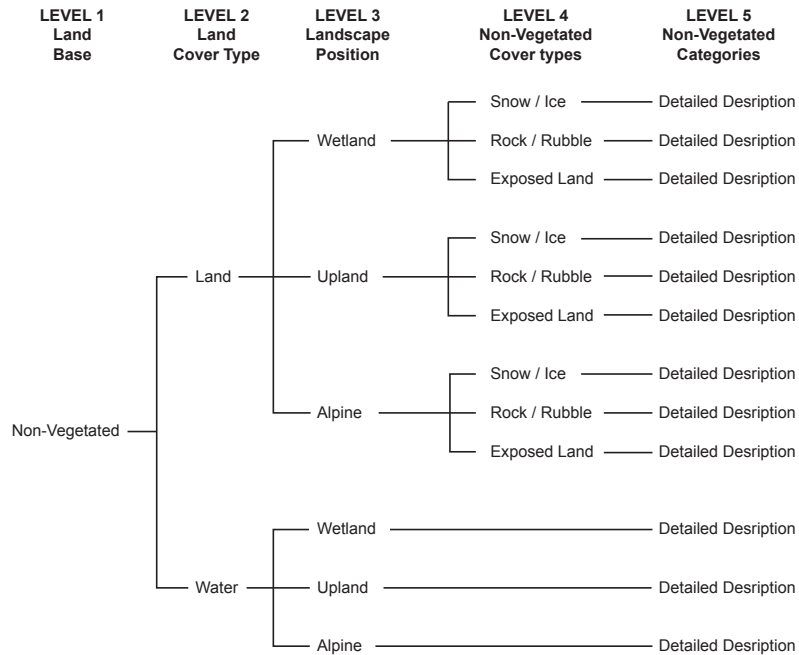 LEVEL 1 LEVEL 2 LEVEL 3 LEVEL 4 LEVEL 5
Land Land Landscape Non-Vegetated Non-Vegetated
Base Cover Type Position Cover types Categories
Snow / Ice Detailed Desription
Wetland Rock / Rubble Detailed Desription
Exposed Land Detailed Desription
Snow / Ice Detailed Desription
Land Upland Rock / Rubble Detailed Desription
Exposed Land Detailed Desription
Snow / Ice Detailed Desription
Alpine Rock / Rubble Detailed Desription
Non-Vegetated
Exposed Land Detailed Desription
Wetland Detailed Desription
Water Upland Detailed Desription
Alpine Detailed Desription